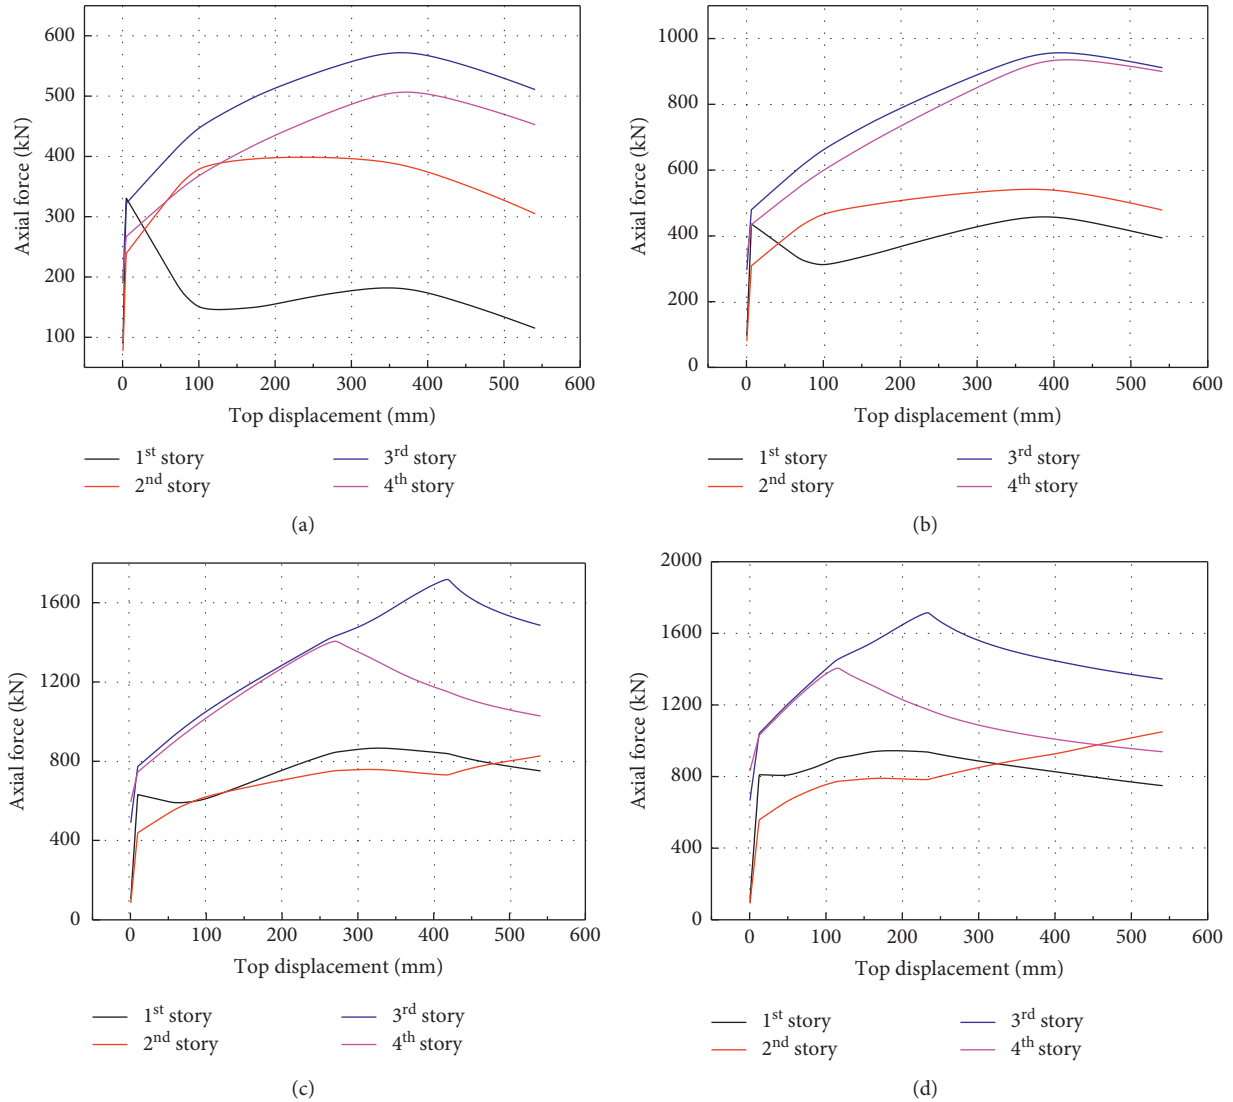 600
500
400
300
200
100
Axial force (kN)
0 100 200 300 400 500 600
Top displacement (mm)
1st story
3rd story
2nd story
4th story
(a)
1000
800
600
400
200
0
Axial force (kN)
0 100 200 300 400 500 600
Top displacement (mm)
1st story
3rd story
2nd story
4th story
(b)
1600
1200
800
400
0
Axial force (kN)
0 100 200 300 400 500 600
Top displacement (mm)
1st story
3rd story
2nd story
4th story
(c)
2000
1600
1200
800
400
0
Axial force (kN)
0 100 200 300 400 500 600
Top displacement (mm)
1st story
3rd story
2nd story
4th story
(d)